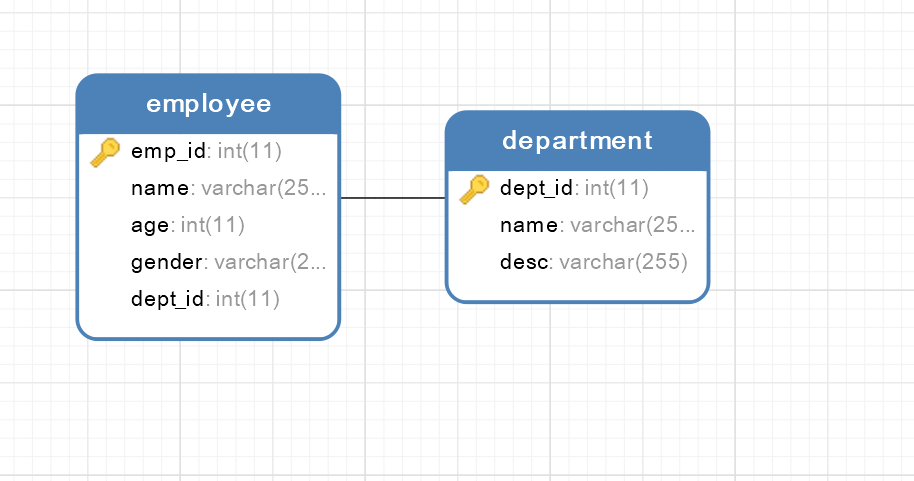 employee
emp_id: int(11)
name: varchar(25...
age: int(11)
gender: varchar(2...
dept_id: int(11)
department
dept_id: int(11)
name: varchar(25...
desc: varchar(255)